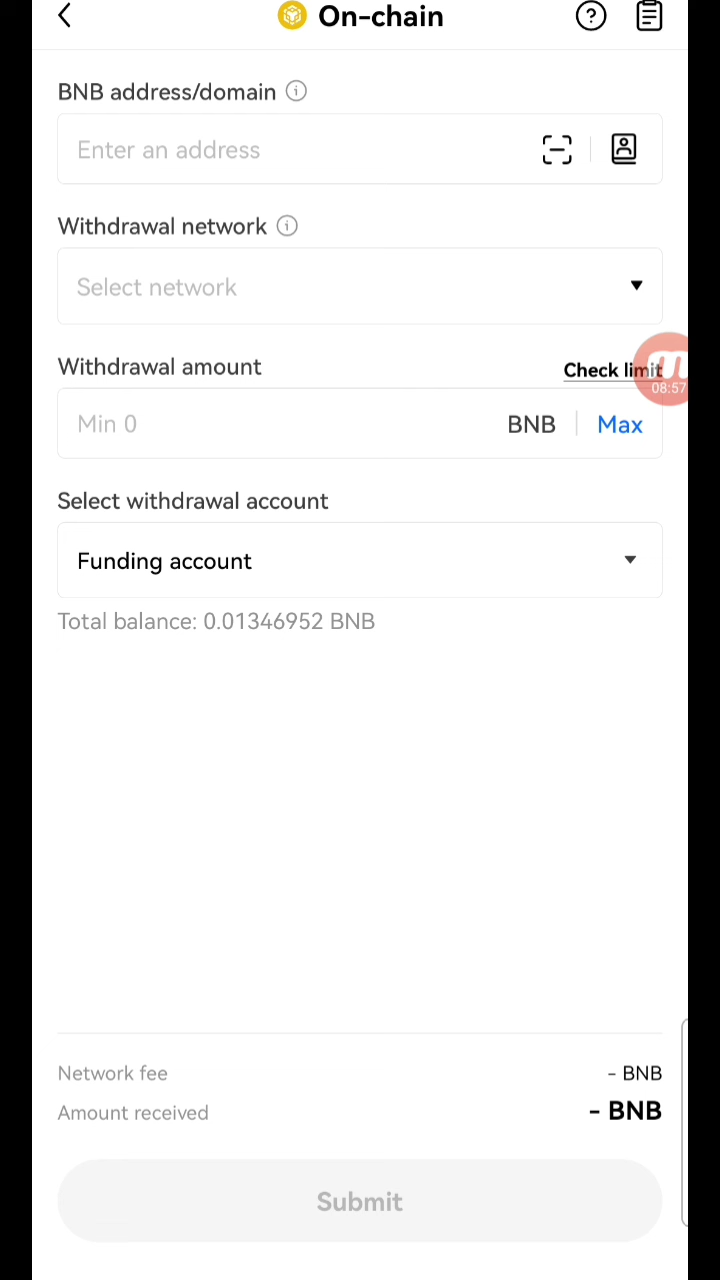 On-chain
BNB address/domain
Enter an address
Withdrawal network
Select network
Withdrawal amount
Check limit
08:57
Min 0
BNB
Max
Select withdrawal account
Funding account
Total balance: 0.01346952 BNB
Network fee
- BNB
Amount received
- BNB
Submit